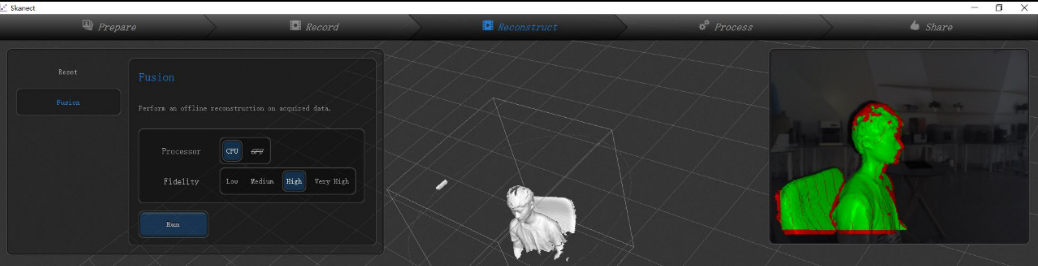 Skanect
Prepare
Record
Reconstruct
Process
Share
Reset
Fusion
Fusion
Perform an offline reconstruction on acquired data.
Processor
CPU
GPU
Fidelity
Low
Medium
High
Very High
Run